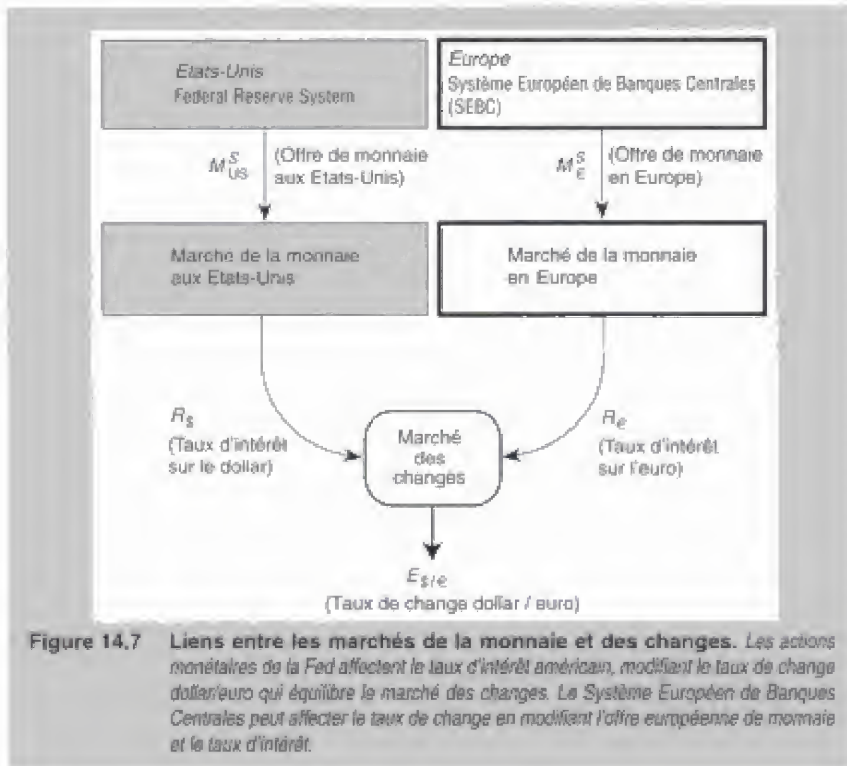 Etats-Unis
Federal Reserve System
Europe
Système Européen de Banques Centrales
(SEBC)
M^S_US (Offre de monnaie
aux Etats-Unis)
M^S_€ (Offre de monnaie
en Europe)
Marché de la monnaie
aux Etats-Unis
Marché de la monnaie
en Europe
R$
(Taux d'intérêt
sur le dollar)
Marché
des
changes
Re
(Taux d'intérêt
sur l'euro)
E$/e
(Taux de change dollar / euro)
Figure 14.7 Liens entre les marchés de la monnaie et des changes. Les actions
monétaires de la Fed affectent le taux d'intérêt américain, modifiant le taux de change
dollar/euro qui équilibre le marché des changes. Le Système Européen de Banques
Centrales peut affecter le taux de change en modifiant l'offre européenne de monnaie
et le taux d'intérêt.